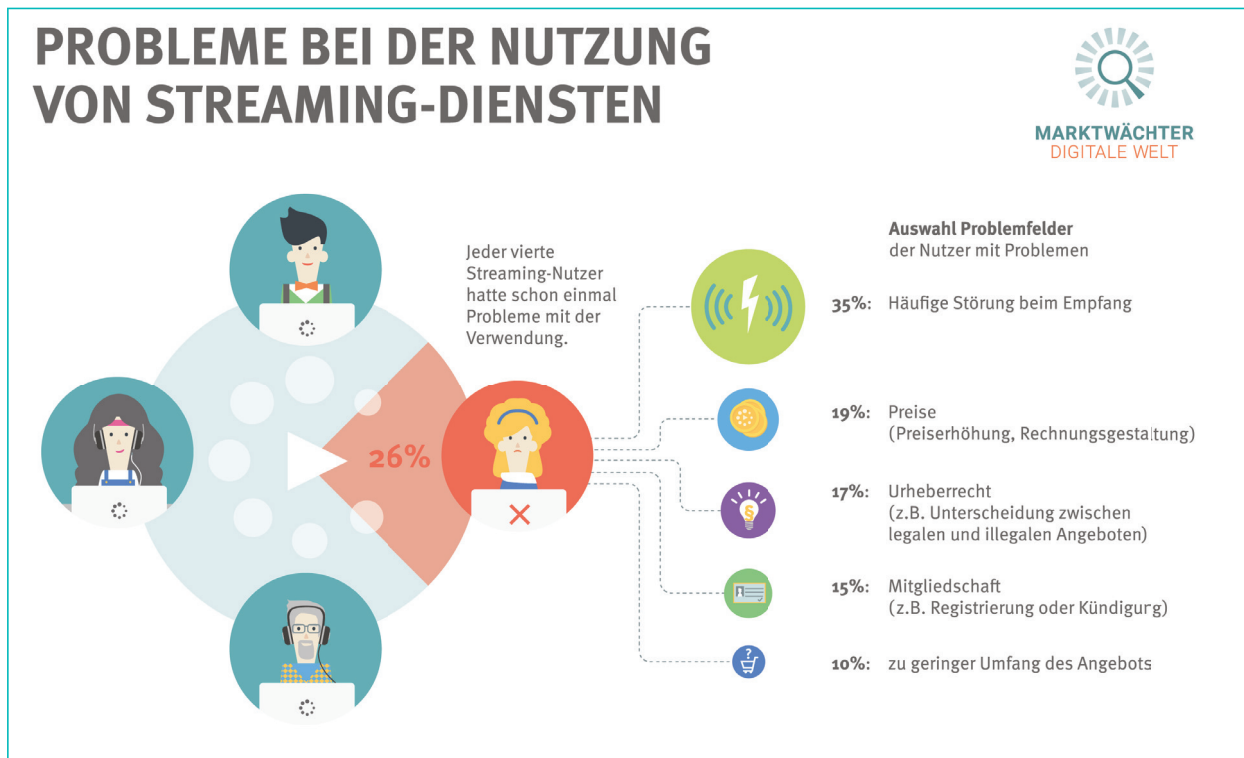 PROBLEME BEI DER NUTZUNG
VON STREAMING-DIENSTEN
MARKTWÄCHTER
DIGITALE WELT
Jeder vierte
Streaming-Nutzer
hatte schon einmal
Probleme mit der
Verwendung.
26%
Auswahl Problemfelder
der Nutzer mit Problemen
35%: Häufige Störung beim Empfang
19%: Preise
(Preiserhöhung, Rechnungsgestaltung)
§
17%: Urheberrecht
(z.B. Unterscheidung zwischen
legalen und illegalen Angeboten)
15%: Mitgliedschaft
(z.B. Registrierung oder Kündigung)
?
10%: zu geringer Umfang des Angebots